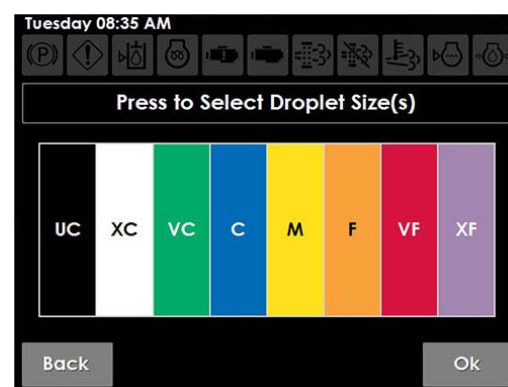 Tuesday 08:35 AM
(P)
Press to Select Droplet Size(s)
UC XC VC C M F VF XF
Back Ok